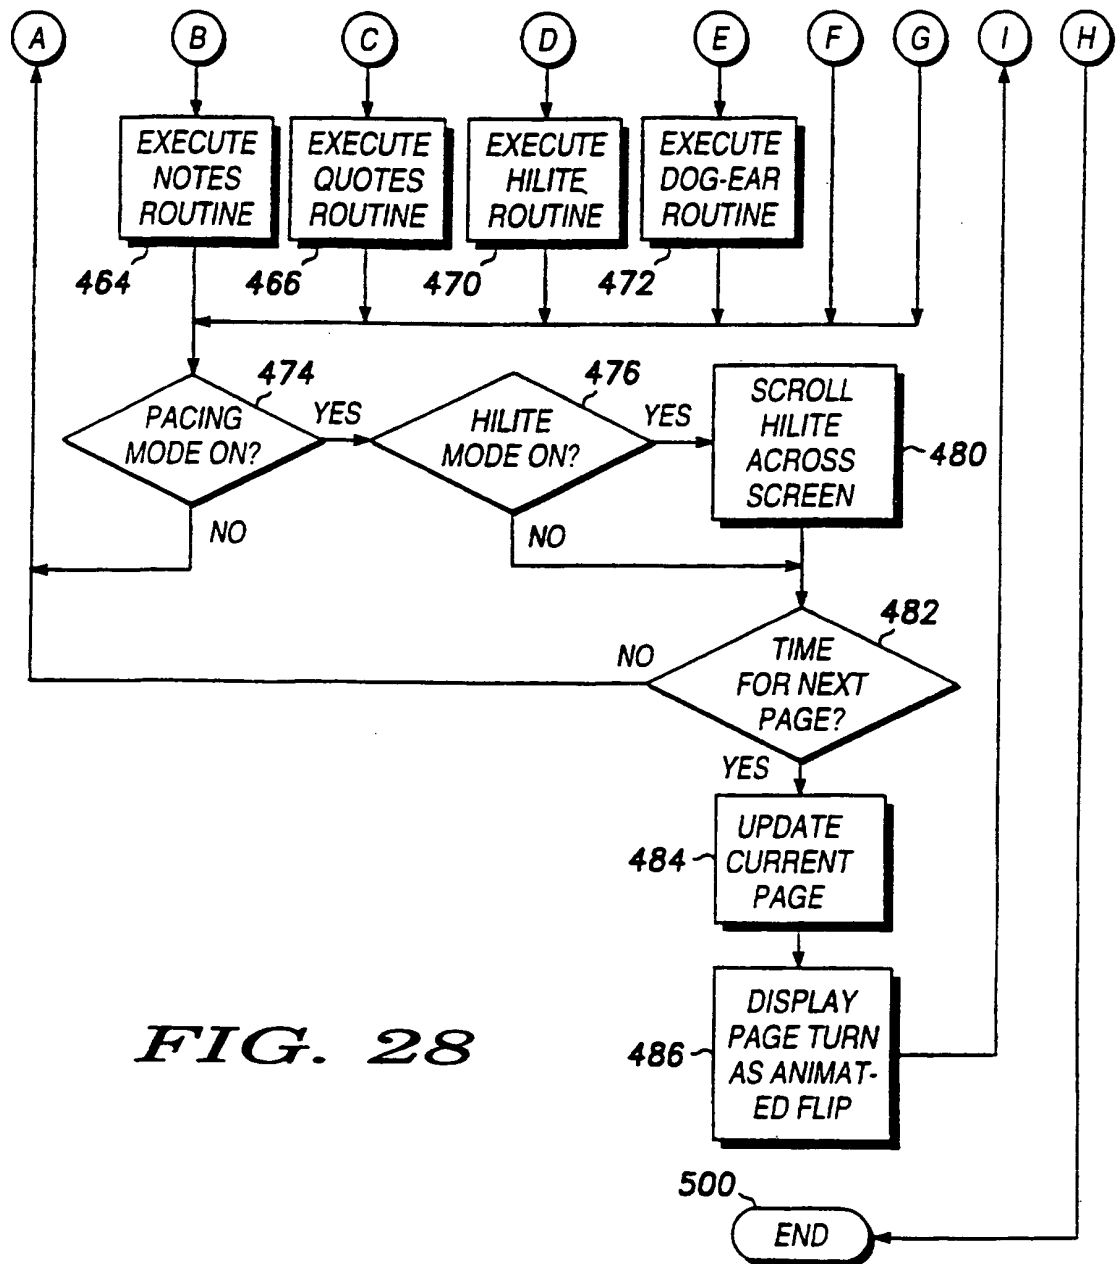 A B C D E F G I H
EXECUTE
NOTES
ROUTINE
464
EXECUTE
QUOTES
ROUTINE
466
EXECUTE
HILITE
ROUTINE
470
EXECUTE
DOG-EAR
ROUTINE
472
PACING
MODE ON?
474
YES
NO
HILITE
MODE ON?
476
YES
NO
SCROLL
HILITE
ACROSS
SCREEN
480
TIME
FOR NEXT
PAGE?
482
NO
YES
UPDATE
CURRENT
PAGE
484
DISPLAY
PAGE TURN
AS ANIMAT-
ED FLIP
486
FIG. 28
500
END